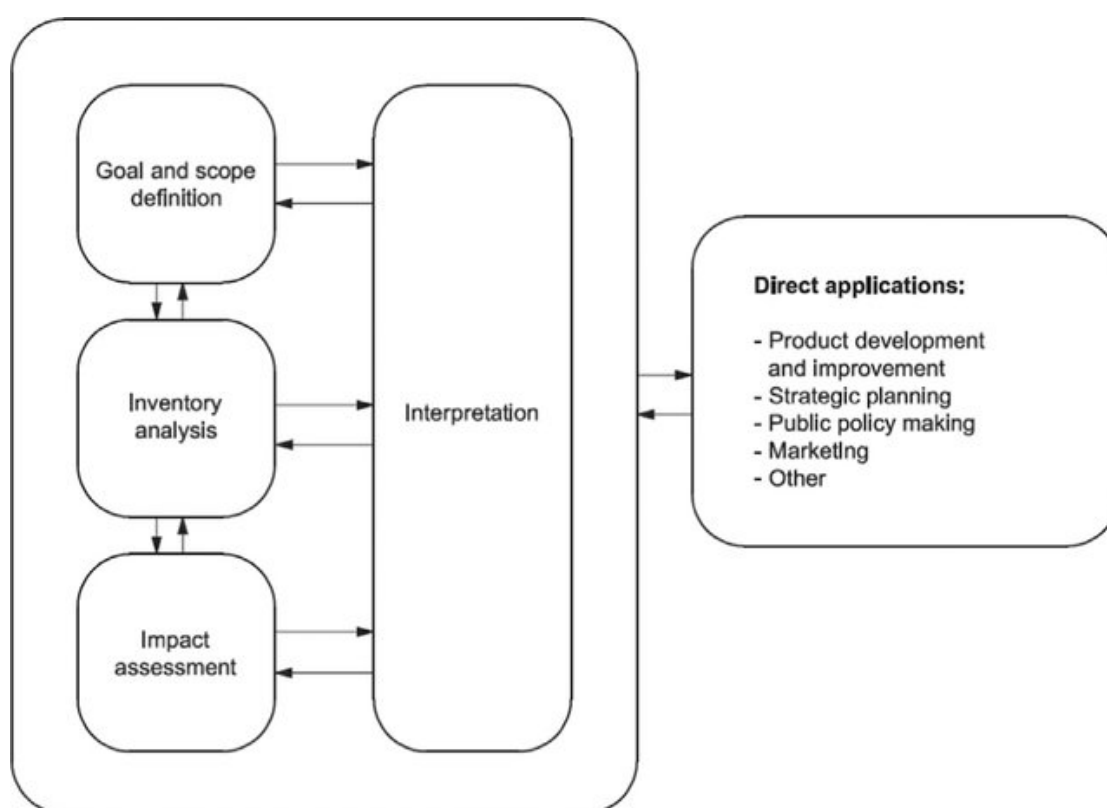 Goal and scope
definition
Inventory
analysis
Impact
assessment
Interpretation
Direct applications:
- Product development
and improvement
- Strategic planning
- Public policy making
- Marketing
- Other